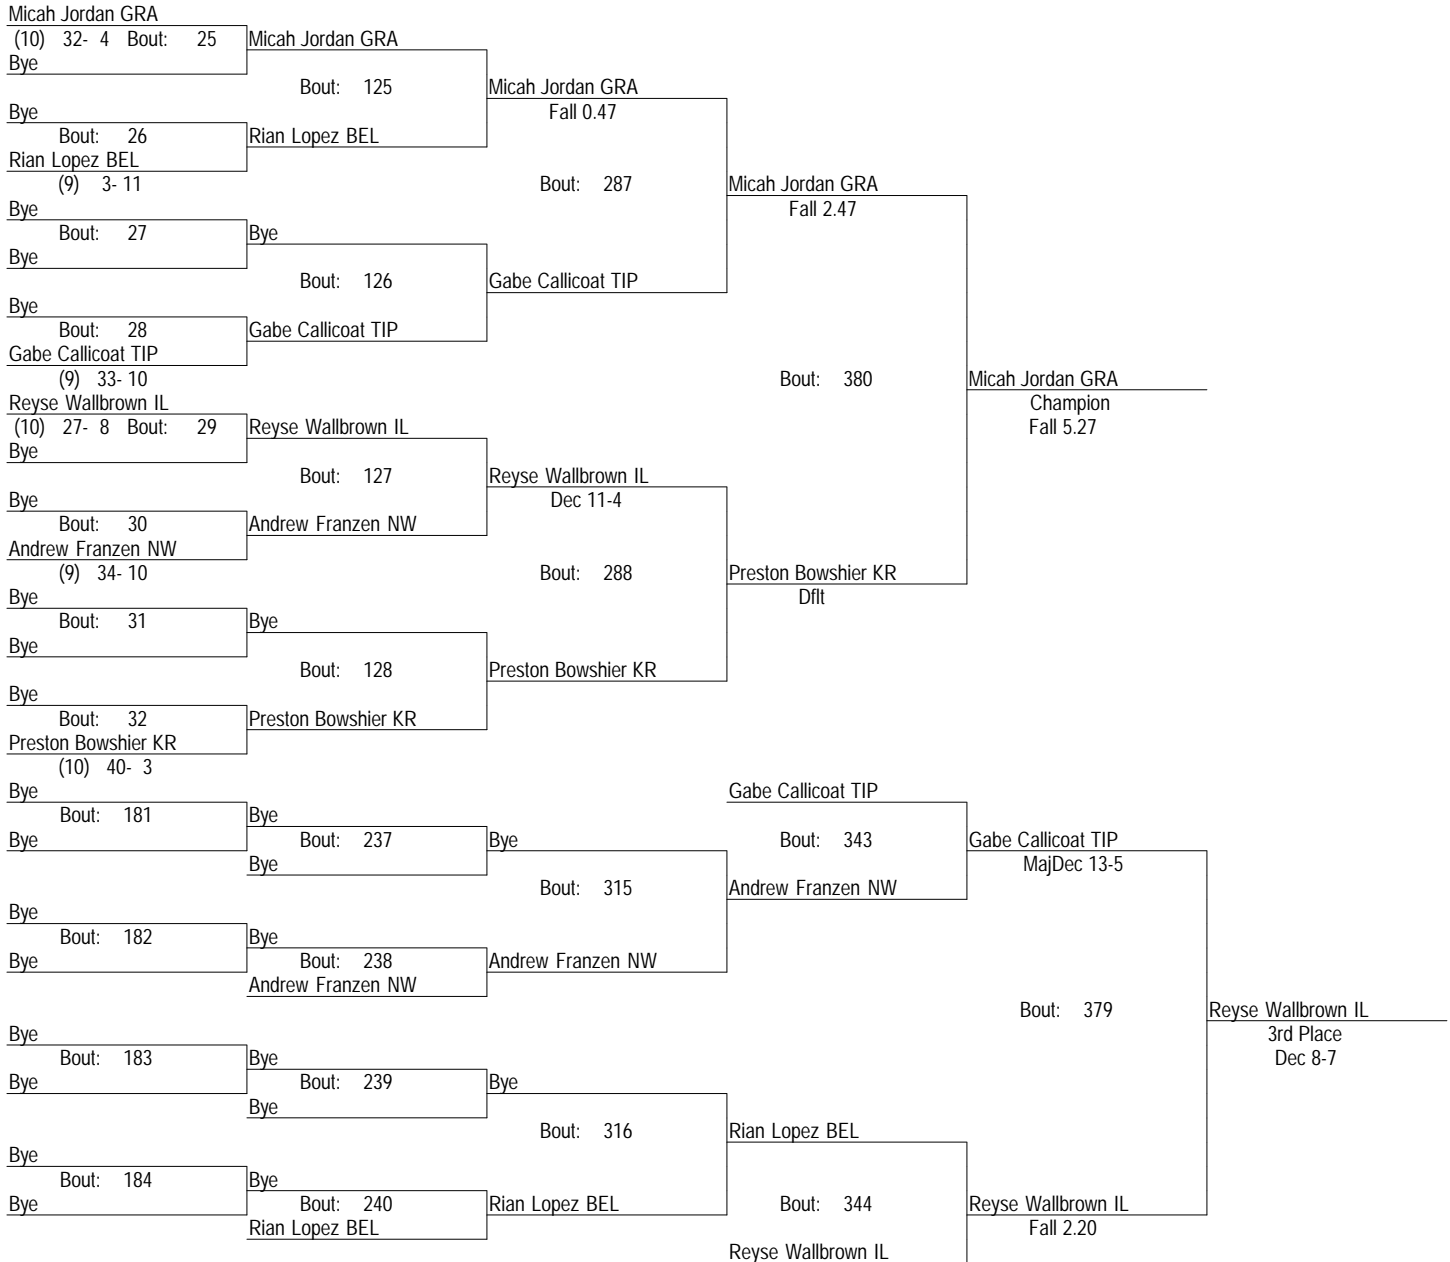 Micah Jordan GRA
(10) 32- 4 Bout: 25 Micah Jordan GRA
Bye
Bout: 125 Micah Jordan GRA
Bye Fall 0.47
Bout: 26 Rian Lopez BEL
Rian Lopez BEL
(9) 3- 11 Bout: 287 Micah Jordan GRA
Bye Fall 2.47
Bout: 27 Bye
Bye
Bout: 126 Gabe Callicoat TIP
Bye
Bout: 28 Gabe Callicoat TIP
Gabe Callicoat TIP
(9) 33- 10 Bout: 380 Micah Jordan GRA
Reyse Wallbrown IL Champion
(10) 27- 8 Bout: 29 Reyse Wallbrown IL Fall 5.27
Bye
Bout: 127 Reyse Wallbrown IL
Bye Dec 11-4
Bout: 30 Andrew Franzen NW
Andrew Franzen NW
(9) 34- 10 Bout: 288 Preston Bowshier KR
Bye Dflt
Bout: 31 Bye
Bye
Bout: 128 Preston Bowshier KR
Bye
Bout: 32 Preston Bowshier KR
Preston Bowshier KR
(10) 40- 3
Bye Gabe Callicoat TIP
Bout: 181 Bye
Bye Bout: 237 Bye Bout: 343 Gabe Callicoat TIP
Bye MajDec 13-5
Bout: 315 Andrew Franzen NW
Bye
Bout: 182 Bye
Bye Bout: 238 Andrew Franzen NW
Andrew Franzen NW
Bout: 379 Reyse Wallbrown IL
Bye 3rd Place
Bout: 183 Bye Dec 8-7
Bye Bout: 239 Bye
Bye
Bout: 316 Rian Lopez BEL
Bye
Bout: 184 Bye
Bye Bout: 240 Rian Lopez BEL Bout: 344 Reyse Wallbrown IL
Rian Lopez BEL Fall 2.20
Reyse Wallbrown IL